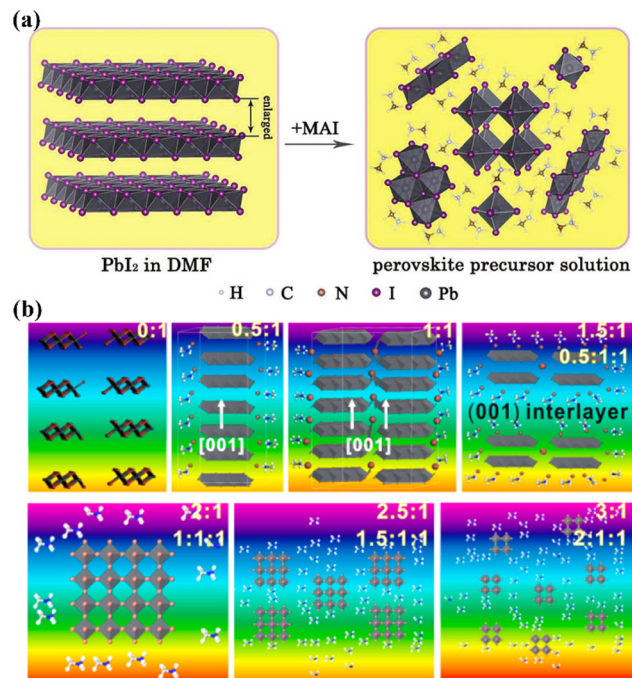 (a)
enlarged
+MAI
PbI₂ in DMF
perovskite precursor solution
H C N I Pb
(b)
0:1
0.5:1
1:1
1.5:1
0.5:1:1
(001) interlayer
[001]
[001]
2:1
1:1:1
2.5:1
1.5:1:1
3:1
2:1:1